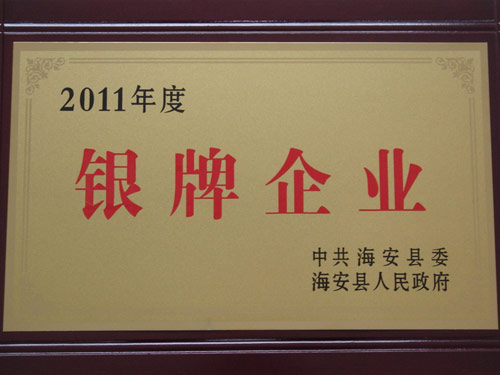 2011年度
银牌企业
中共海安县委
海安县人民政府